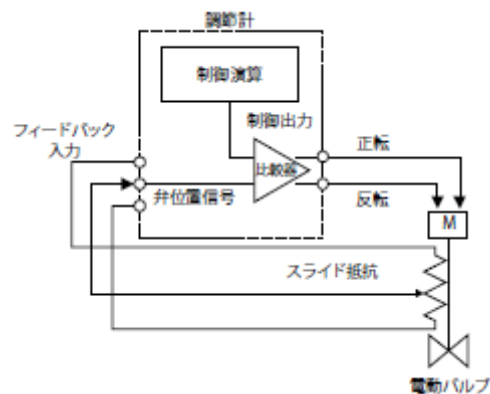 調節計
制御演算
制御出力
フィードバック
入力
比較器
正転
弁位置信号
反転
M
スライド抵抗
電動バルブ